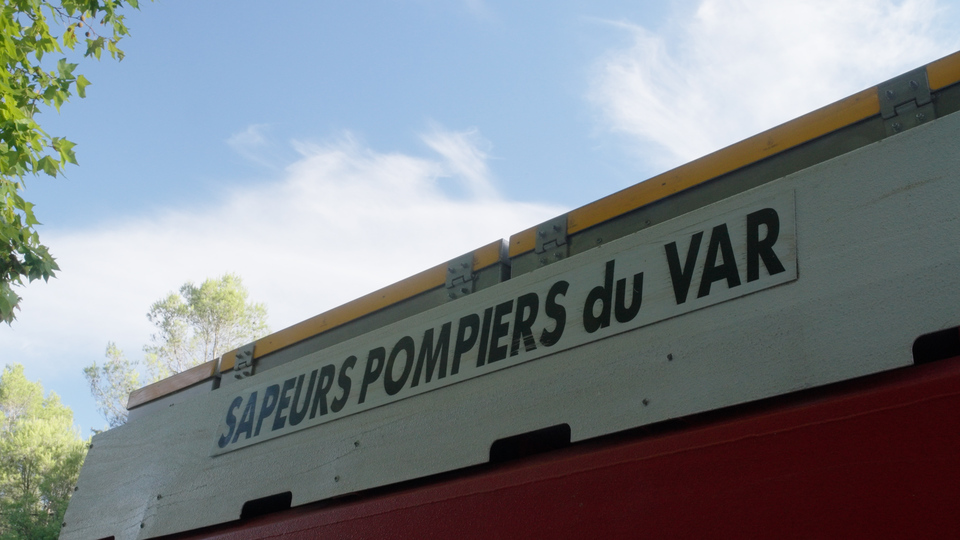 SAPEURS POMPIERS du VAR